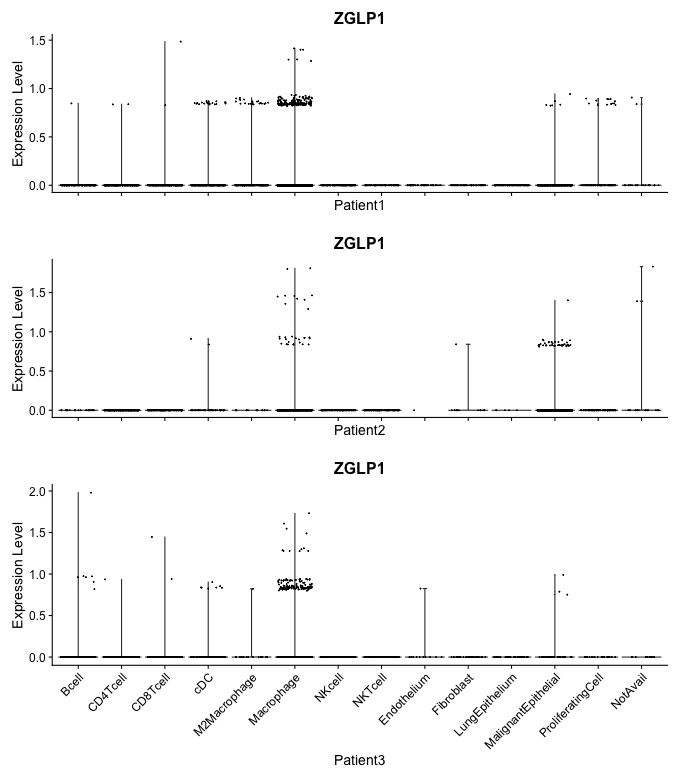 ZGLP1
Expression Level
1.5
1.0
0.5
0.0
Patient1
ZGLP1
Expression Level
1.5
1.0
0.5
0.0
Patient2
ZGLP1
Expression Level
2.0
1.5
1.0
0.5
0.0
Bcell
CD4Tcell
CD8Tcell
cDC
M2Macrophage
Macrophage
NKcell
NKTcell
Endothelium
Fibroblast
LungEpithelium
MalignantEpithelial
ProliferatingCell
NotAvail
Patient3